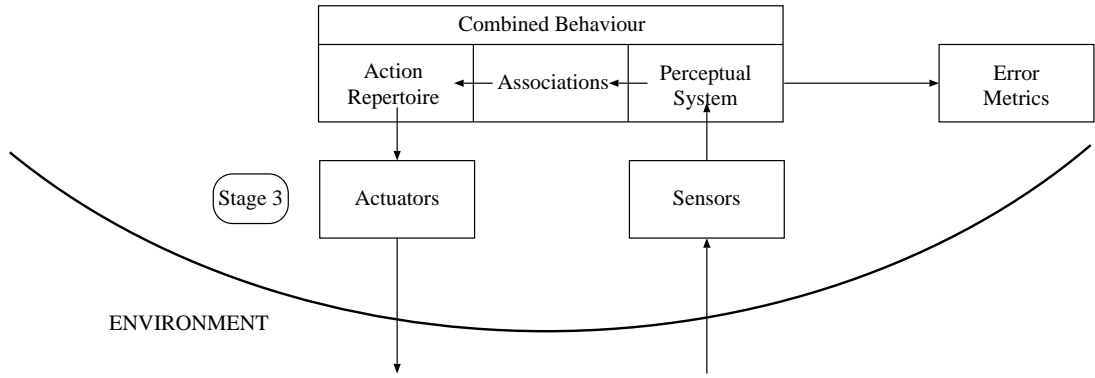 Combined Behaviour
Action
Repertoire
Associations
Perceptual
System
Error
Metrics
Stage 3
Actuators
Sensors
ENVIRONMENT